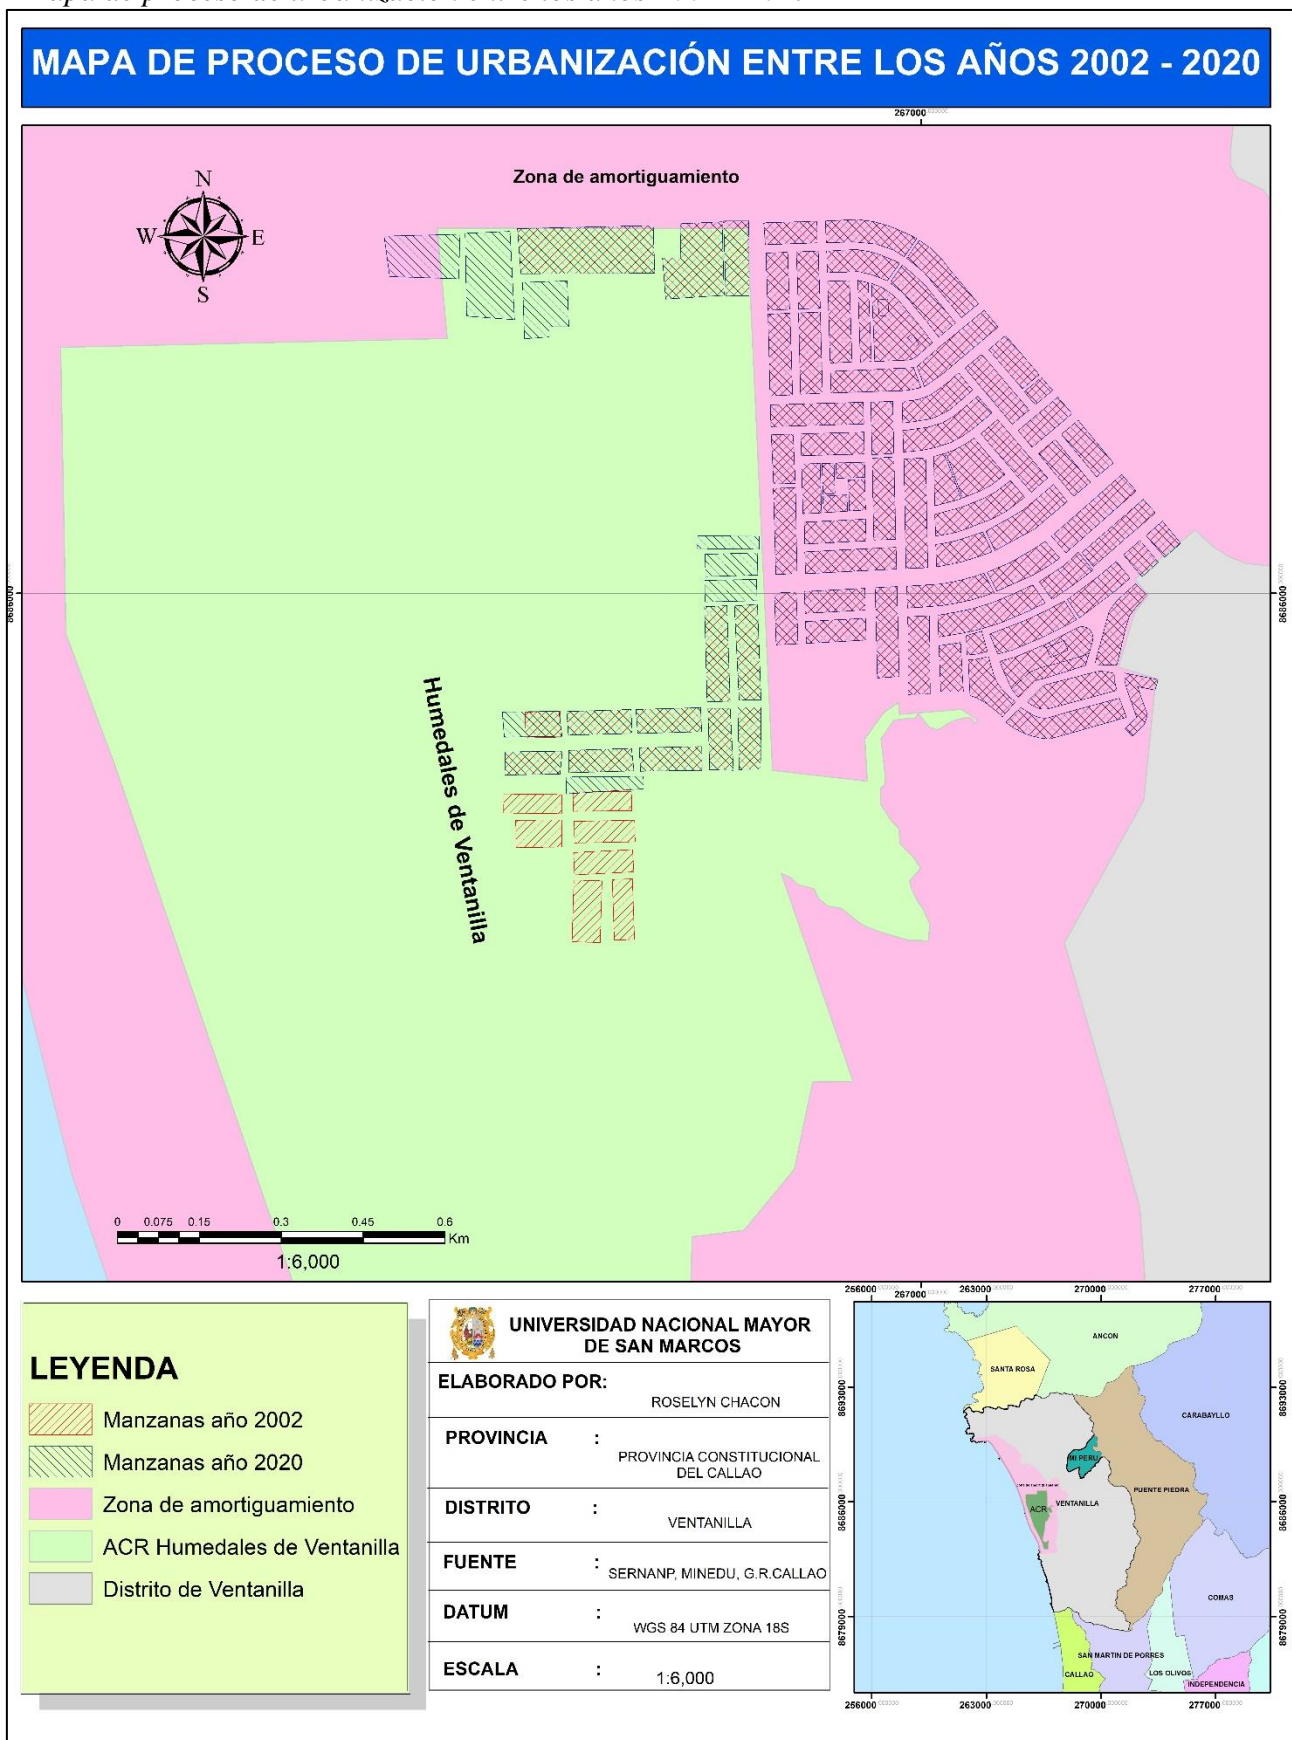 MAPA DE PROCESO DE URBANIZACIÓN ENTRE LOS AÑOS 2002 - 2020
267000
Zona de amortiguamiento
N
W E
S
8686000
8686000
Humedales de Ventanilla
0 0.075 0.15 0.3 0.45 0.6
Km
1:6,000
LEYENDA
Manzanas año 2002
Manzanas año 2020
Zona de amortiguamiento
ACR Humedales de Ventanilla
Distrito de Ventanilla
UNIVERSIDAD NACIONAL MAYOR
DE SAN MARCOS
ELABORADO POR:
ROSELYN CHACON
PROVINCIA :
PROVINCIA CONSTITUCIONAL
DEL CALLAO
DISTRITO :
VENTANILLA
FUENTE :
SERNANP, MINEDU, G.R.CALLAO
DATUM :
WGS 84 UTM ZONA 18S
ESCALA :
1:6,000
256000 267000 263000 270000 277000
ANCON
SANTA ROSA
8693000
8693000
CARABAYLLO
MI PERU
PUENTE PIEDRA
ACR
VENTANILLA
8686000
8686000
COMAS
8679000
8679000
SAN MARTIN DE PORRES
CALLAO
LOS OLIVOS
INDEPENDENCIA
256000 263000 270000 277000